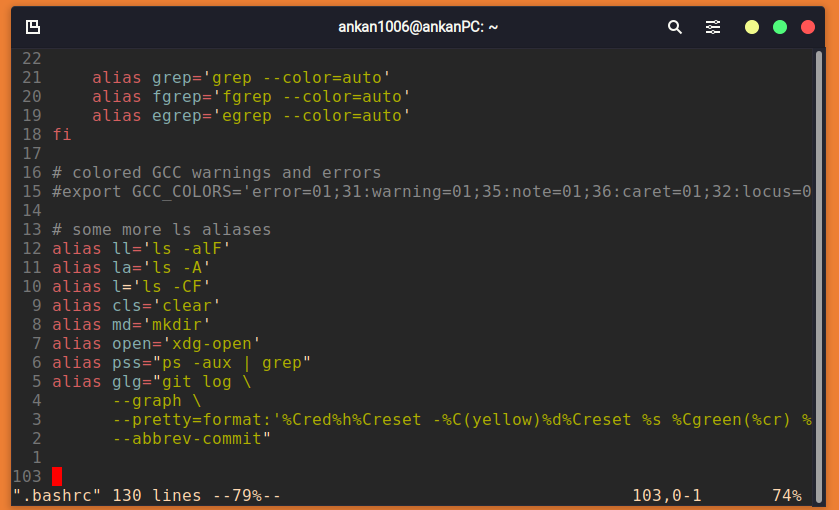 ankan1006@ankanPC: ~
22
21     alias grep='grep --color=auto'
20     alias fgrep='fgrep --color=auto'
19     alias egrep='egrep --color=auto'
18 fi
17
16 # colored GCC warnings and errors
15 #export GCC_COLORS='error=01;31:warning=01;35:note=01;36:caret=01;32:locus=0
14
13 # some more ls aliases
12 alias ll='ls -alF'
11 alias la='ls -A'
10 alias l='ls -CF'
9 alias cls='clear'
8 alias md='mkdir'
7 alias open='xdg-open'
6 alias pss="ps -aux | grep"
5 alias glg="git log \
4       --graph \
3       --pretty=format:'%Cred%h%Creset -%C(yellow)%d%Creset %s %Cgreen(%cr) %
2       --abbrev-commit"
1
103
".bashrc" 130 lines --79%-- 103,0-1 74%